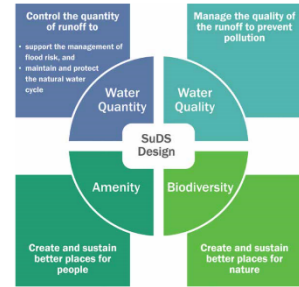 Control the quantity
of runoff to
• support the management of
flood risk, and
• maintain and protect
the natural water
cycle
Manage the quality of
the runoff to prevent
pollution
Water
Quantity
Water
Quality
SuDS
Design
Amenity
Biodiversity
Create and sustain
better places for
people
Create and sustain
better places for
nature